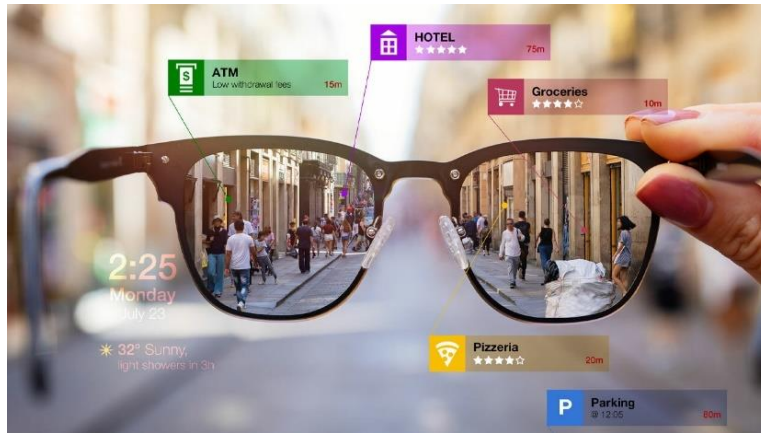 HOTEL
75m
ATM
Low withdrawal fees
15m
$
Groceries
10m
2:25
Monday
July 23
32° Sunny,
light showers in 3h
Pizzeria
20m
P
Parking
@ 12:05